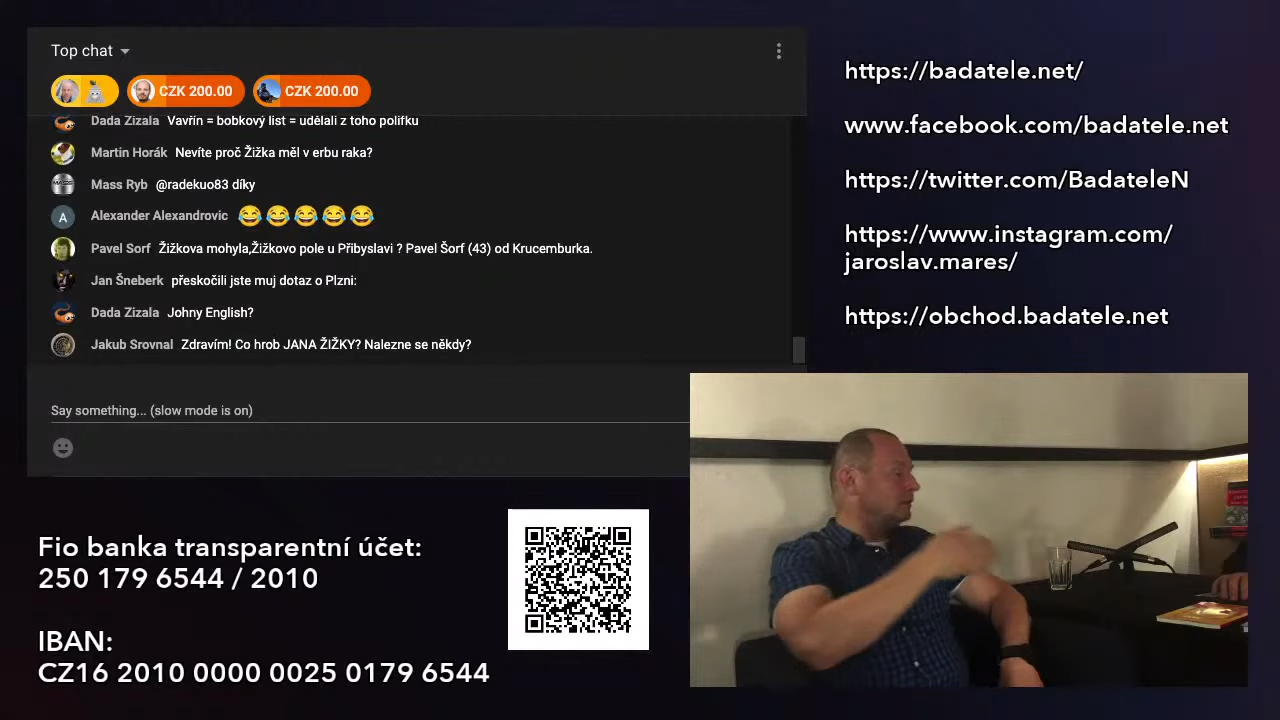 Top chat
CZK 200.00
CZK 200.00
Dada Zizala Vavřín = bobkový list = udělali z toho polifku
Martin Horák Nevíte proč Žižka měl v erbu raka?
Mass Ryb @radekuo83 díky
A Alexander Alexandrovic 😂😂😂😂😂
Pavel Sorf Žižkova mohyla,Žižkovo pole u Přibyslavi ? Pavel Šorf (43) od Krucemburka.
Jan Šneberk přeskočili jste muj dotaz o Plzni:
Dada Zizala Johny English?
Jakub Srovnal Zdravím! Co hrob JANA ŽIŽKY? Nalezne se někdy?
Say something... (slow mode is on)
https://badatele.net/
www.facebook.com/badatele.net
https://twitter.com/BadateleN
https://www.instagram.com/
jaroslav.mares/
https://obchod.badatele.net
Fio banka transparentní účet:
250 179 6544 / 2010
IBAN:
CZ16 2010 0000 0025 0179 6544